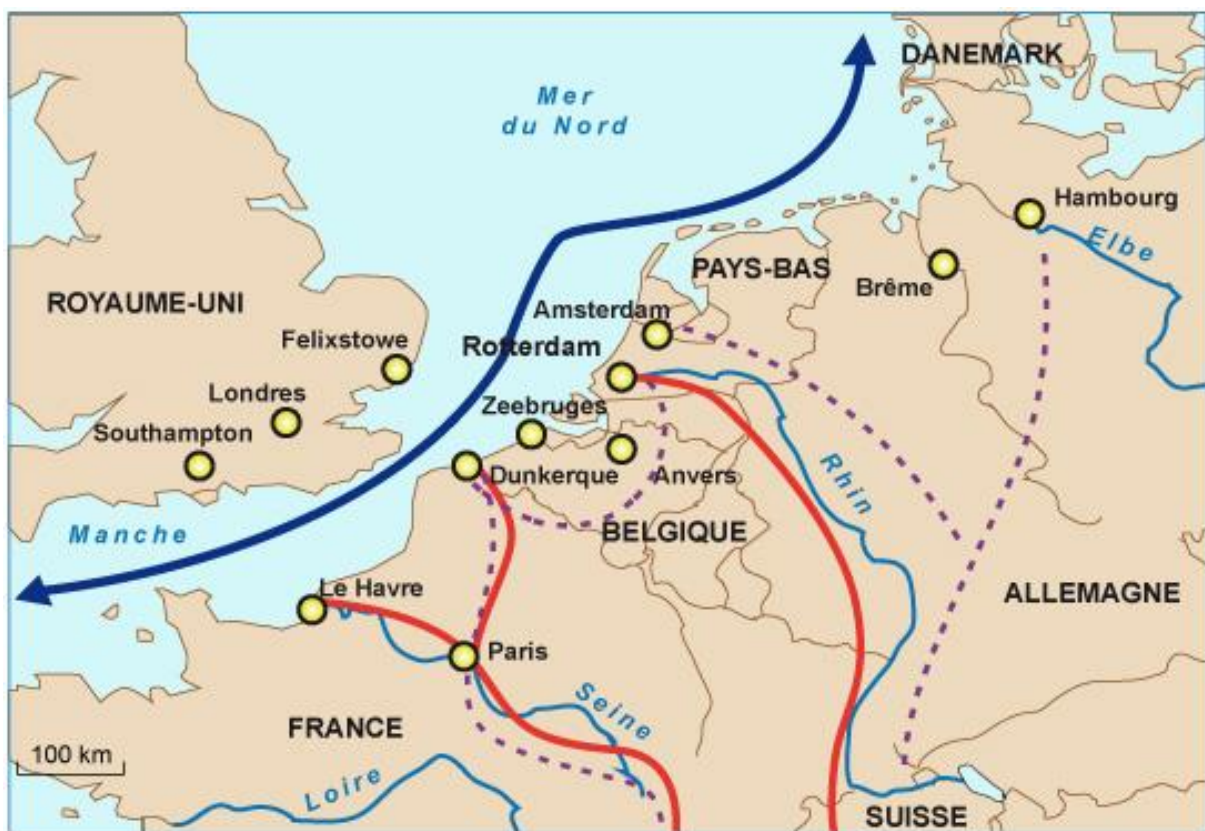 DANEMARK
Mer
du Nord
Hambourg
Elbe
PAYS-BAS
Brême
ROYAUME-UNI
Amsterdam
Felixstowe
Rotterdam
Londres
Zeebruges
Southampton
Dunkerque
Anvers
Rhin
Manche
BELGIQUE
Le Havre
ALLEMAGNE
Paris
Seine
FRANCE
100 km
Loire
SUISSE